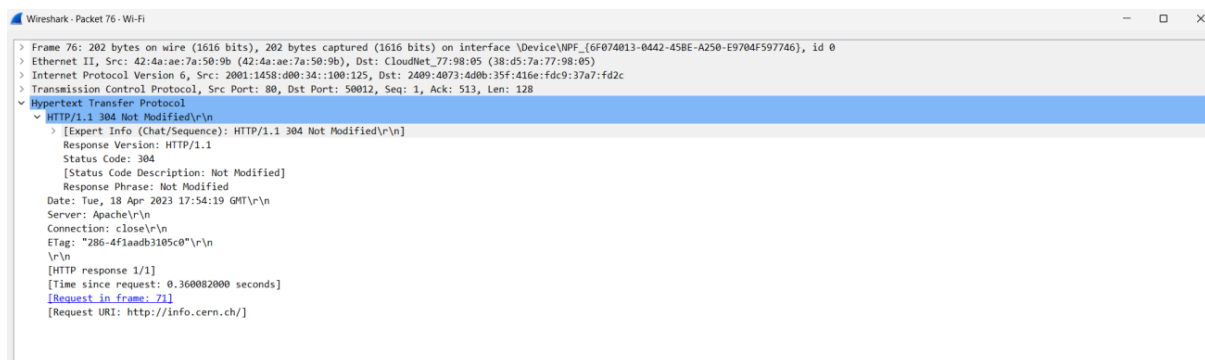 Wireshark · Packet 76 · Wi-Fi
> Frame 76: 202 bytes on wire (1616 bits), 202 bytes captured (1616 bits) on interface \Device\NPF_{6F074013-0442-45BE-A250-E9704F597746}, id 0
> Ethernet II, Src: 42:4a:ae:7a:50:9b (42:4a:ae:7a:50:9b), Dst: CloudNet_77:98:05 (38:d5:7a:77:98:05)
> Internet Protocol Version 6, Src: 2001:1458:d00:34::100:125, Dst: 2409:4073:4d0b:35f:416e:fdc9:37a7:fd2c
> Transmission Control Protocol, Src Port: 80, Dst Port: 50012, Seq: 1, Ack: 513, Len: 128
Hypertext Transfer Protocol
HTTP/1.1 304 Not Modified\r\n
> [Expert Info (Chat/Sequence): HTTP/1.1 304 Not Modified\r\n]
Response Version: HTTP/1.1
Status Code: 304
[Status Code Description: Not Modified]
Response Phrase: Not Modified
Date: Tue, 18 Apr 2023 17:54:19 GMT\r\n
Server: Apache\r\n
Connection: close\r\n
ETag: "286-4f1aadb3105c0"\r\n
\r\n
[HTTP response 1/1]
[Time since request: 0.360082000 seconds]
[Request in frame: 71]
[Request URI: http://info.cern.ch/]